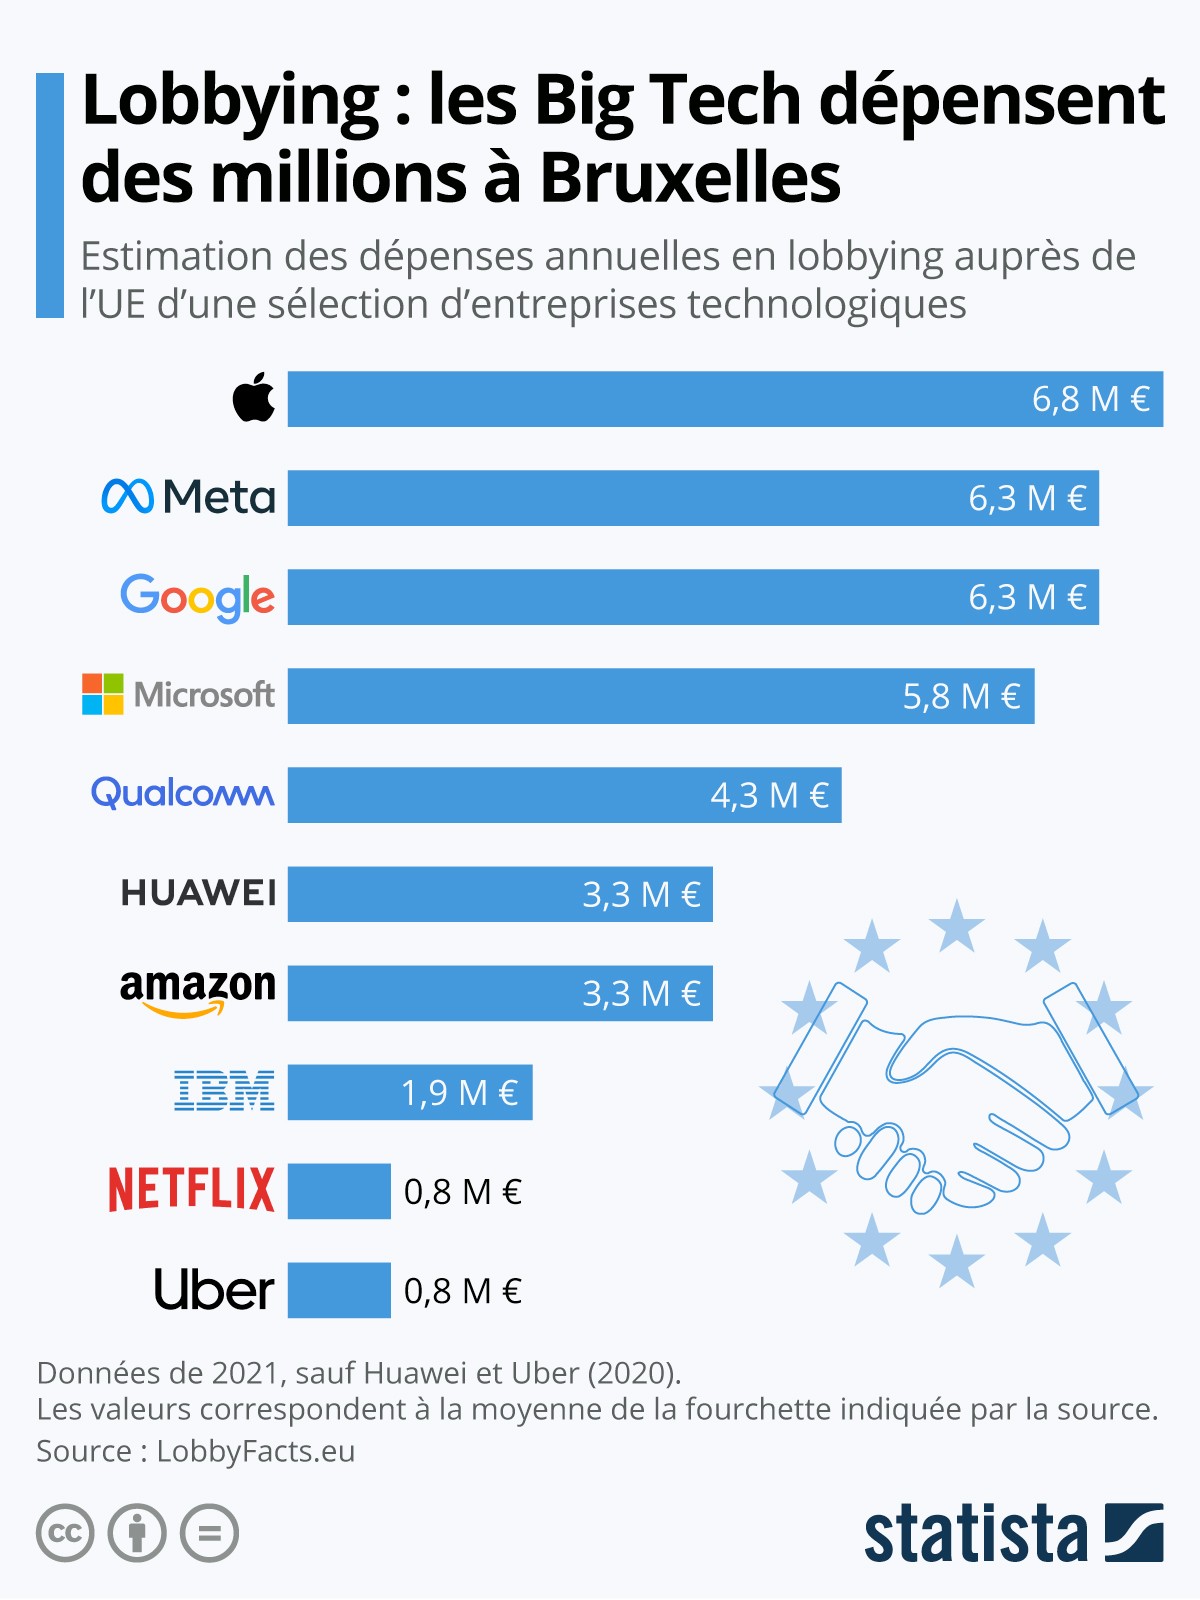 Lobbying : les Big Tech dépensent
des millions à Bruxelles
Estimation des dépenses annuelles en lobbying auprès de
l’UE d’une sélection d’entreprises technologiques
6,8 M €
Meta 6,3 M €
Google 6,3 M €
Microsoft 5,8 M €
Qualcomm 4,3 M €
HUAWEI 3,3 M €
amazon 3,3 M €
IBM 1,9 M €
NETFLIX 0,8 M €
Uber 0,8 M €
Données de 2021, sauf Huawei et Uber (2020).
Les valeurs correspondent à la moyenne de la fourchette indiquée par la source.
Source : LobbyFacts.eu
cc =
statista